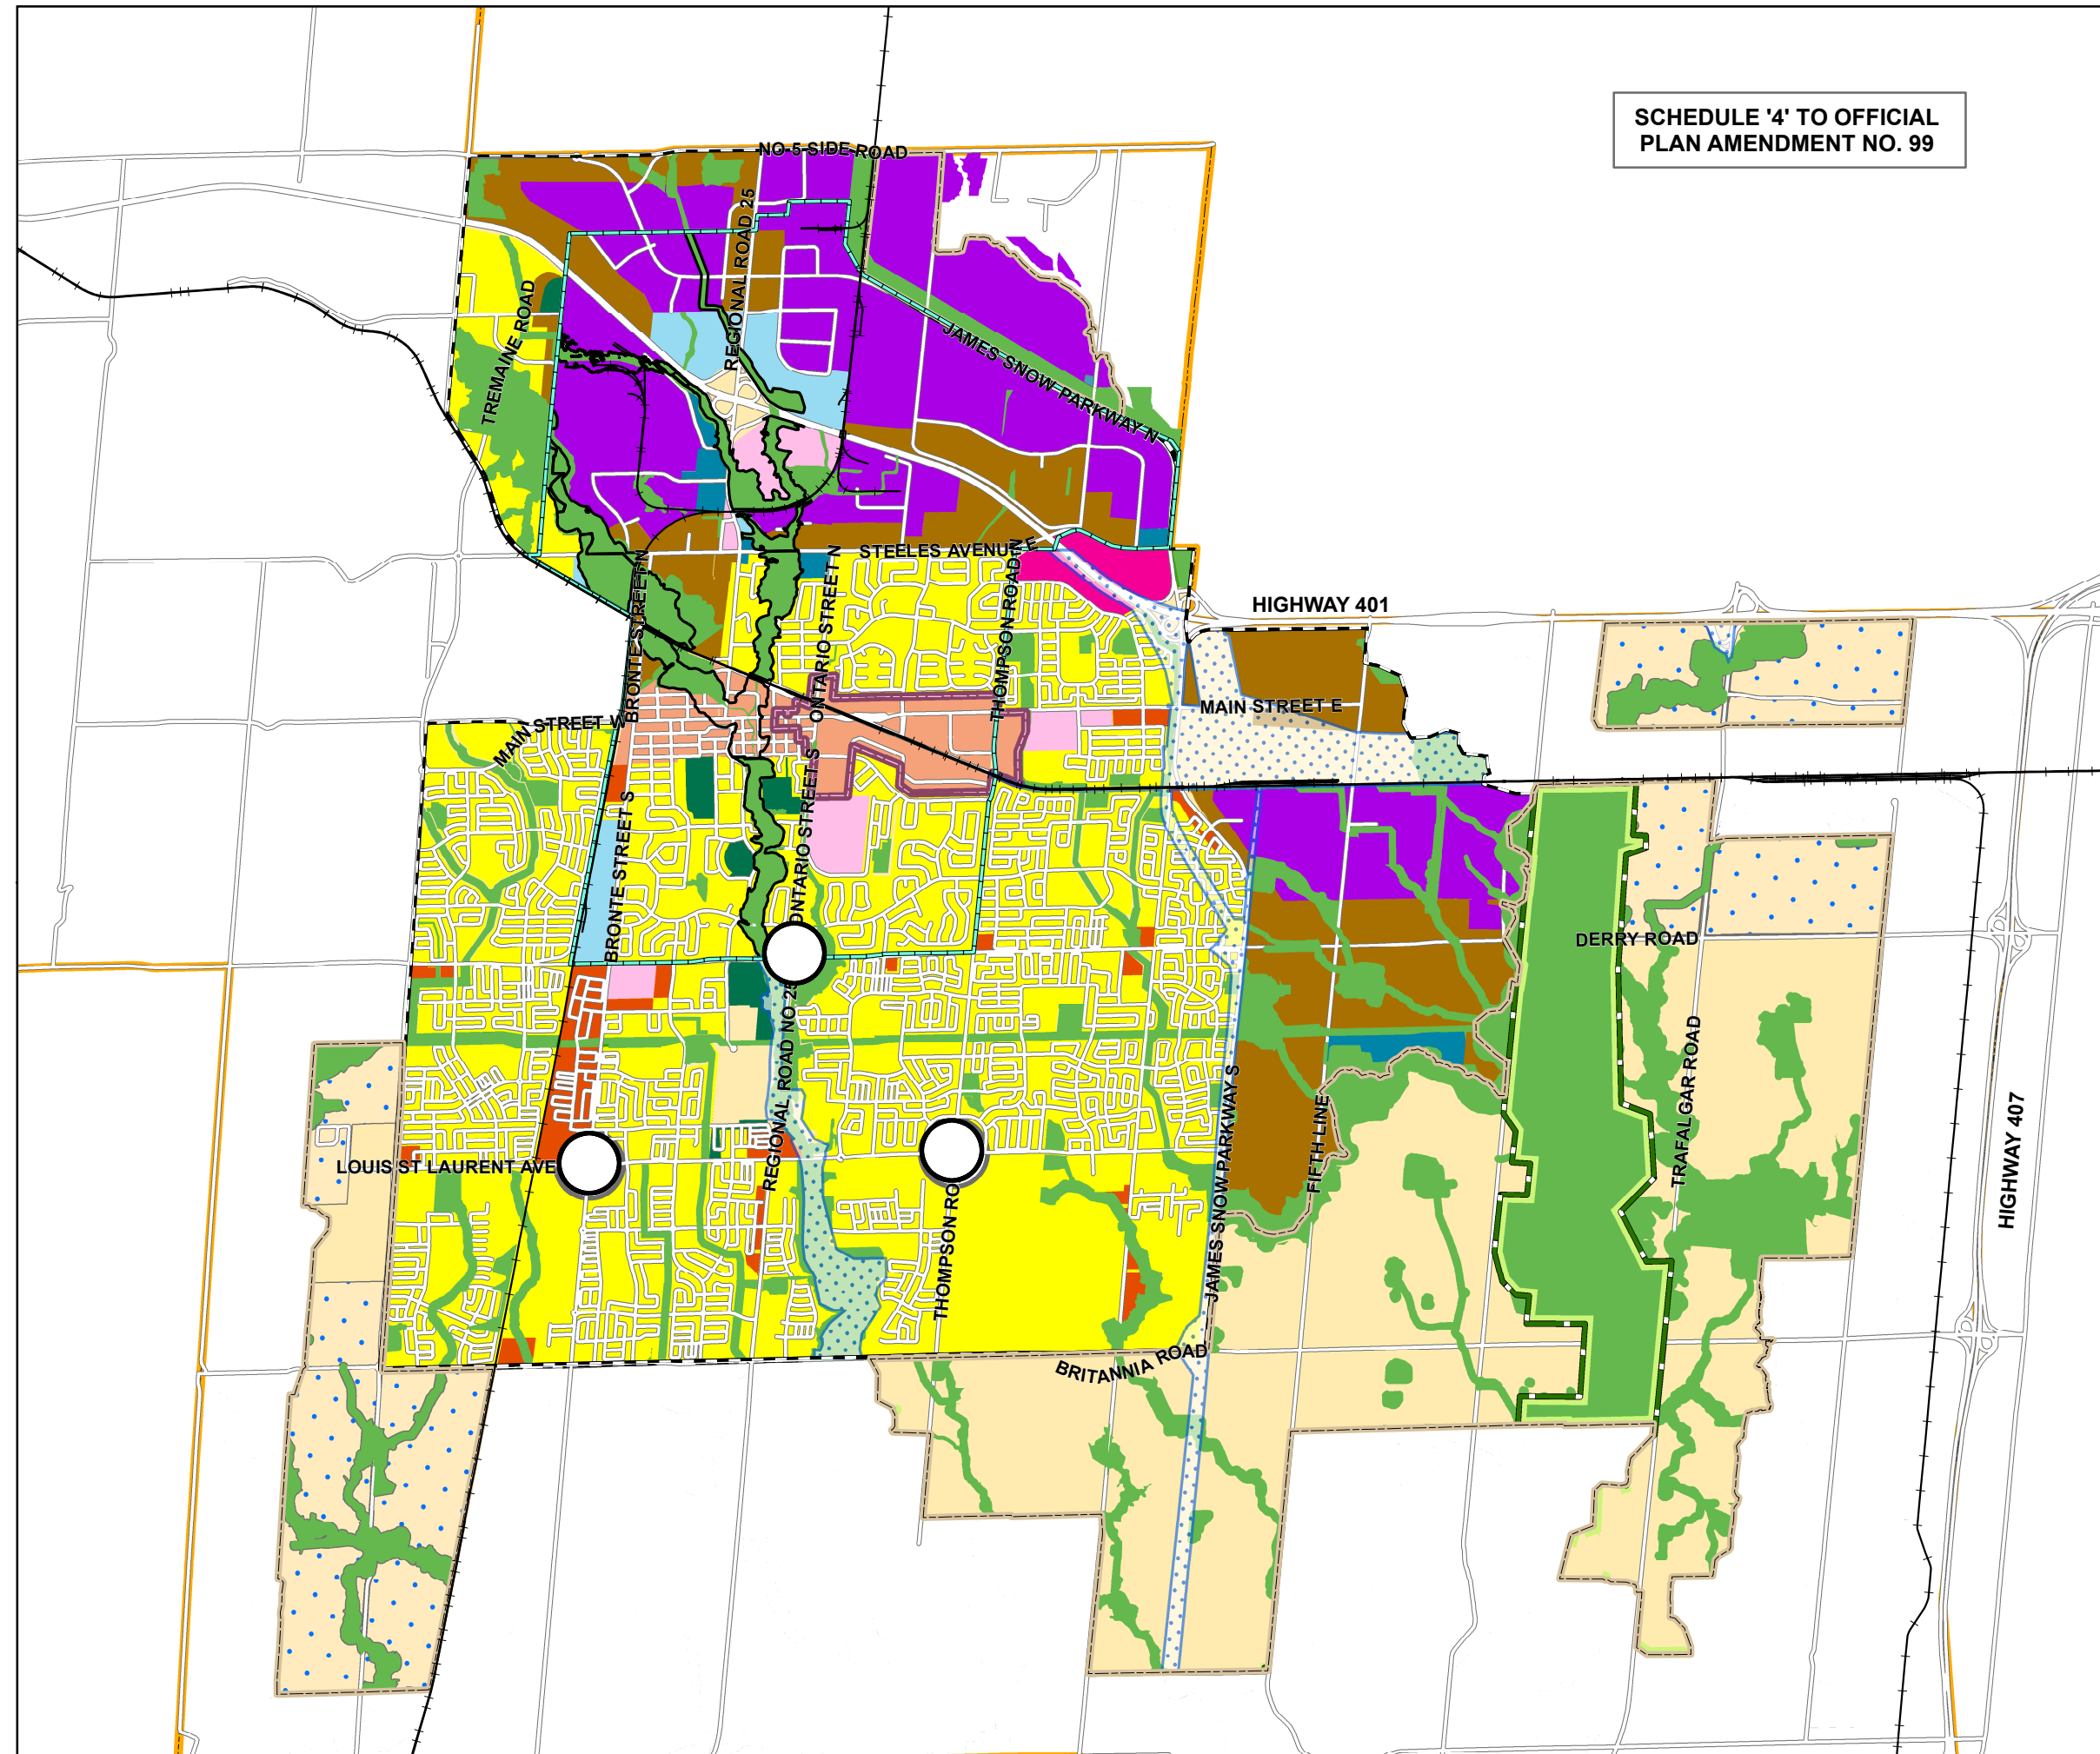 SCHEDULE '4' TO OFFICIAL
PLAN AMENDMENT NO. 99
NO 5 SIDE ROAD
REGIONAL ROAD 25
TREMAINE ROAD
JAMES SNOW PARKWAY N
STEELES AVENUE E
BRONTE STREET N
ONTARIO STREET N
THOMPSON ROAD N
HIGHWAY 401
MAIN STREET E
MAIN STREET W
BRONTE STREET S
ONTARIO STREET S
DERRY ROAD
REGIONAL ROAD NO 25
TRAFALGAR ROAD
JAMES SNOW PARKWAY S
FIFTH LINE
HIGHWAY 407
LOUIS ST LAURENT AVE
THOMPSON RO
BRITANNIA ROAD